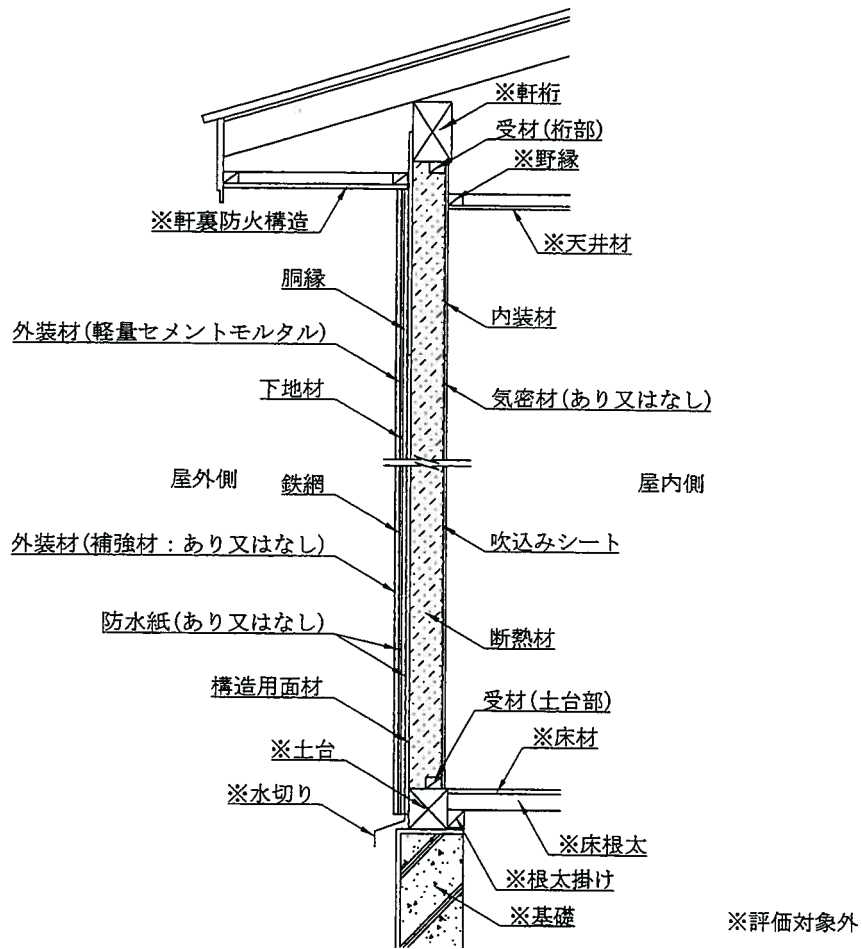 ※軒桁
受材(桁部)
※野縁
※軒裏防火構造
※天井材
胴縁
内装材
外装材(軽量セメントモルタル)
下地材
気密材(あり又はなし)
屋外側
鉄網
屋内側
外装材(補強材：あり又はなし)
吹込みシート
防水紙(あり又はなし)
断熱材
構造用面材
受材(土台部)
※土台
※床材
※水切り
※床根太
※根太掛け
※基礎
※評価対象外